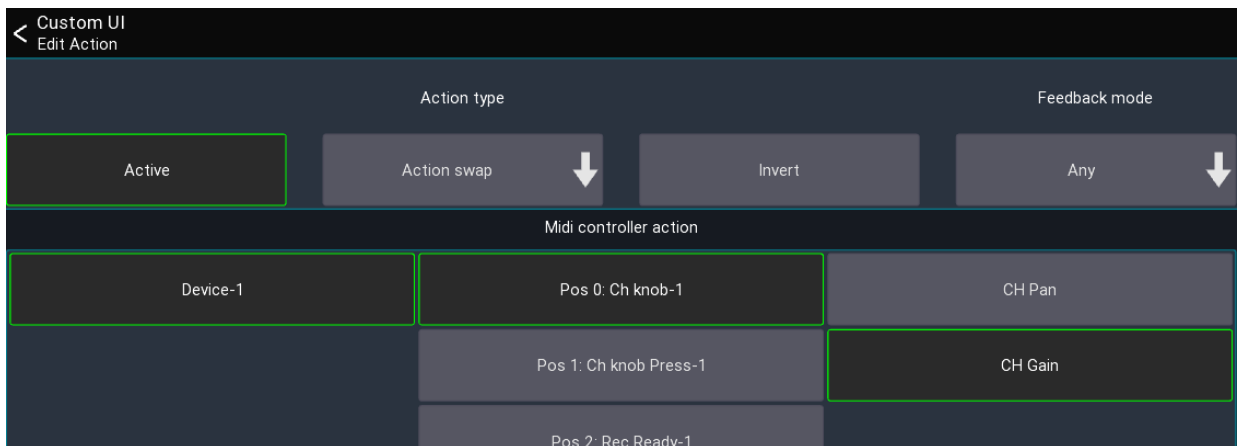 Custom UI
Edit Action
Action type
Feedback mode
Active
Action swap
Invert
Any
Midi controller action
Device-1
Pos 0: Ch knob-1
CH Pan
Pos 1: Ch knob Press-1
CH Gain
Pos 2: Rec Ready-1